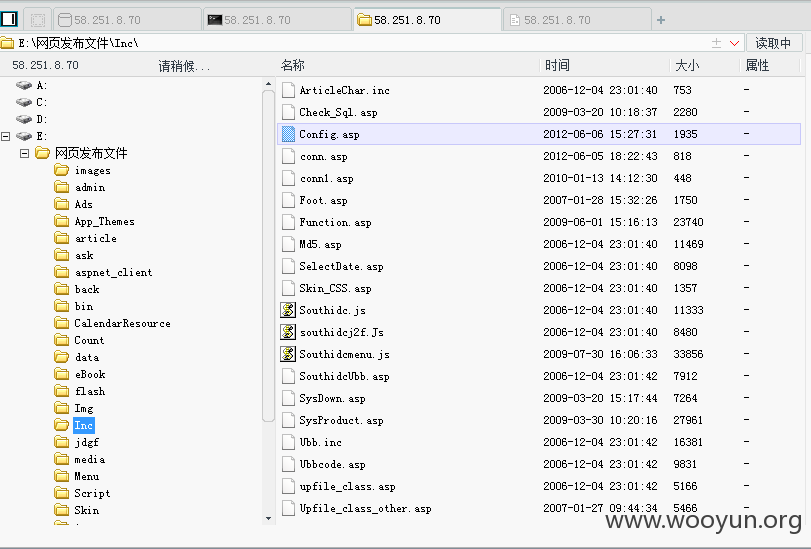 58.251.8.70 58.251.8.70 58.251.8.70 58.251.8.70 +
E:\网页发布文件\Inc\ 读取中
58.251.8.70 请稍候... 名称 时间 大小 属性
A:
C:
D:
E:
网页发布文件
images
admin
Ads
App_Themes
article
ask
aspnet_client
back
bin
CalendarResource
Count
data
eBook
flash
Img
Inc
jdgf
media
Menu
Script
Skin
ArticleChar.inc 2006-12-04 23:01:40 753 -
Check_Sql.asp 2009-03-20 10:18:37 2280 -
Config.asp 2012-06-06 15:27:31 1935 -
conn.asp 2012-06-05 18:22:43 818 -
conn1.asp 2010-01-13 14:12:30 448 -
Foot.asp 2007-01-28 15:32:26 1750 -
Function.asp 2009-06-01 15:16:13 23740 -
Md5.asp 2006-12-04 23:01:40 11469 -
SelectDate.asp 2006-12-04 23:01:40 8098 -
Skin_CSS.asp 2006-12-04 23:01:40 1357 -
Southidc.js 2006-12-04 23:01:40 11333 -
southidcj2f.Js 2006-12-04 23:01:40 8480 -
Southidcmenu.js 2009-07-30 16:06:33 33856 -
SouthidcUbb.asp 2006-12-04 23:01:42 7912 -
SysDown.asp 2009-03-20 15:17:44 7264 -
SysProduct.asp 2009-03-30 10:20:16 27961 -
Ubb.inc 2006-12-04 23:01:42 16381 -
Ubbcode.asp 2006-12-04 23:01:42 9831 -
upfile_class.asp 2006-12-04 23:01:42 5166 -
Upfile_class_other.asp 2007-01-27 09:44:34 5466 -
www.wooyun.org